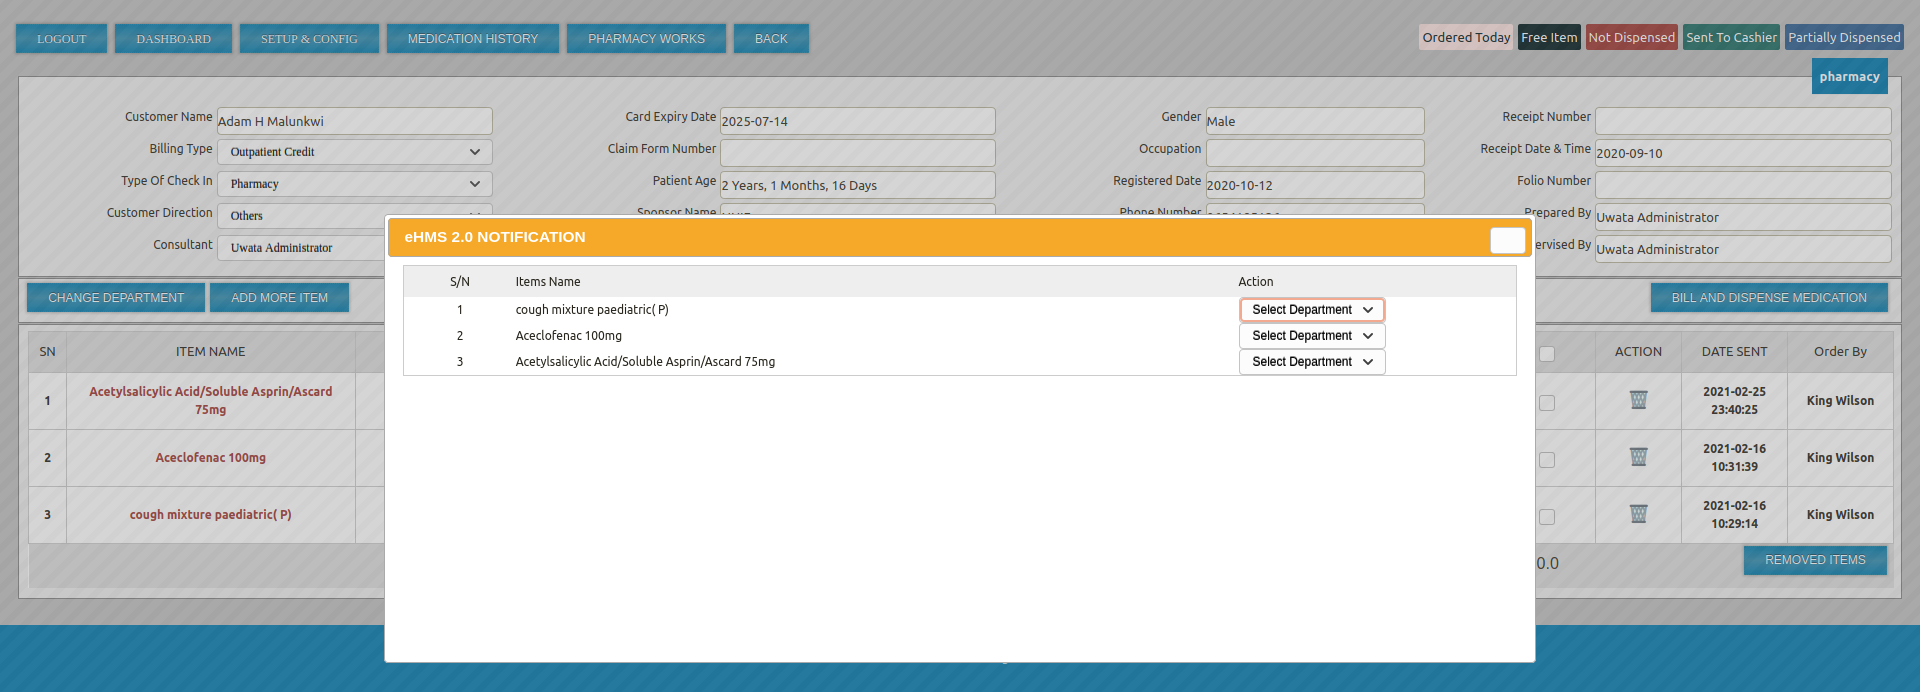 LOGOUT DASHBOARD SETUP & CONFIG MEDICATION HISTORY PHARMACY WORKS BACK Ordered Today Free Item Not Dispensed Sent To Cashier Partially Dispensed
pharmacy
Customer Name Adam H Malunkwi Card Expiry Date 2025-07-14 Gender Male Receipt Number
Billing Type Outpatient Credit Claim Form Number Occupation Receipt Date & Time 2020-09-10
Type Of Check In Pharmacy Patient Age 2 Years, 1 Months, 16 Days Registered Date 2020-10-12 Folio Number
Customer Direction Others Sponsor Name Phone Number Prepared By Uwata Administrator
Consultant Uwata Administrator ervised By Uwata Administrator
eHMS 2.0 NOTIFICATION
S/N Items Name Action
1 cough mixture paediatric( P) Select Department
2 Aceclofenac 100mg Select Department
3 Acetylsalicylic Acid/Soluble Asprin/Ascard 75mg Select Department
CHANGE DEPARTMENT ADD MORE ITEM BILL AND DISPENSE MEDICATION
SN ITEM NAME ACTION DATE SENT Order By
1 Acetylsalicylic Acid/Soluble Asprin/Ascard 2021-02-25 King Wilson
75mg 23:40:25
2 Aceclofenac 100mg 2021-02-16 King Wilson
10:31:39
3 cough mixture paediatric( P) 2021-02-16 King Wilson
10:29:14
0.0 REMOVED ITEMS